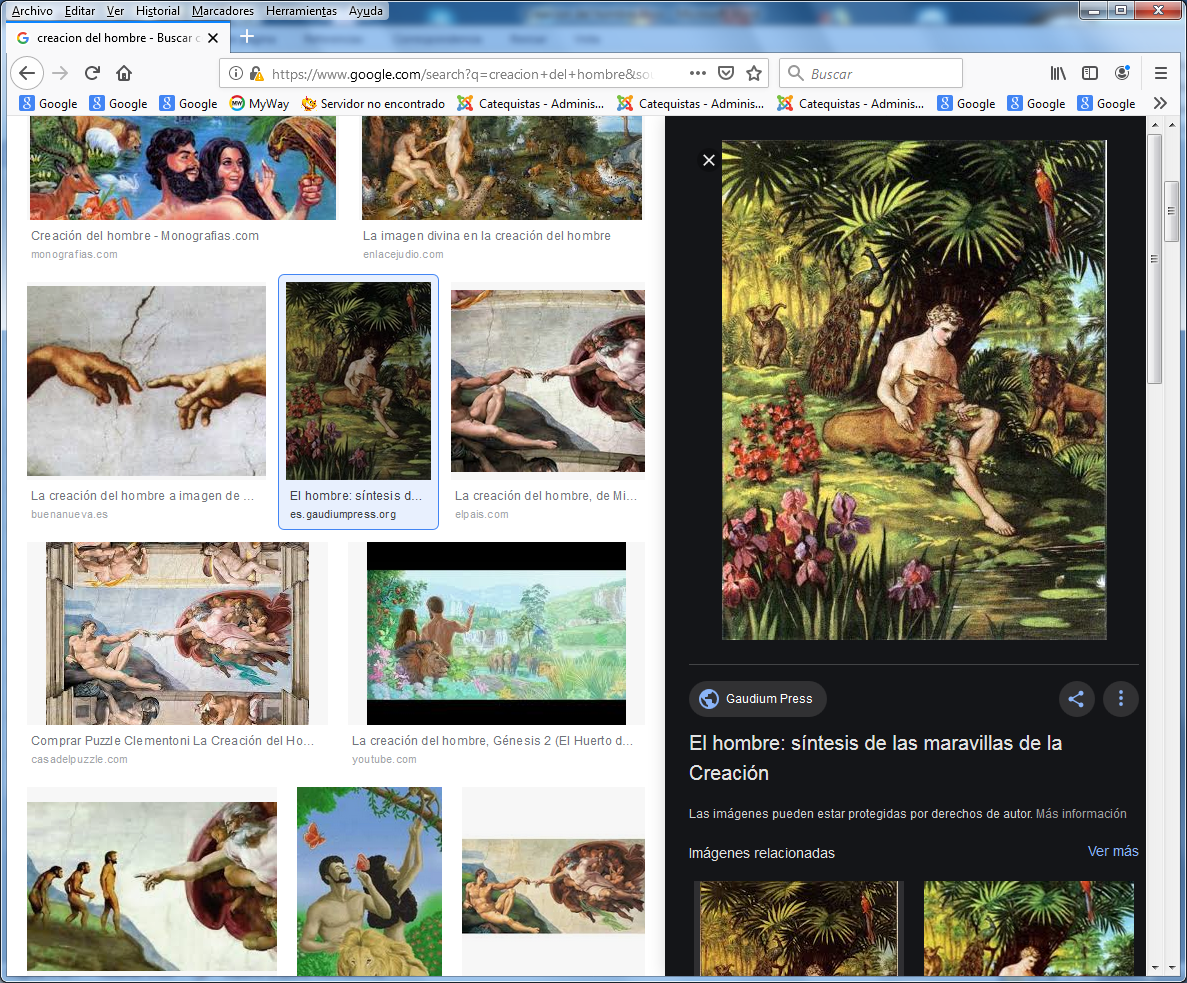 Archivo Editar Ver Historial Marcadores Herramientas Ayuda
creacion del hombre - Buscar c
https://www.google.com/search?q=creacion+del+hombre&sou
Buscar
Google Google Google MyWay Servidor no encontrado Catequistas - Adminis... Catequistas - Adminis... Catequistas - Adminis... Google Google Google
Creación del hombre - Monografias.com
monografias.com
La imagen divina en la creación del hombre
enlacejudio.com
La creación del hombre a imagen de ...
buenanueva.es
El hombre: síntesis d...
es.gaudiumpress.org
La creación del hombre, de Mi...
elpais.com
Comprar Puzzle Clementoni La Creación del Ho...
casadelpuzzle.com
La creación del hombre, Génesis 2 (El Huerto d...
youtube.com
Gaudium Press
El hombre: síntesis de las maravillas de la
Creación
Las imágenes pueden estar protegidas por derechos de autor. Más información
Imágenes relacionadas
Ver más